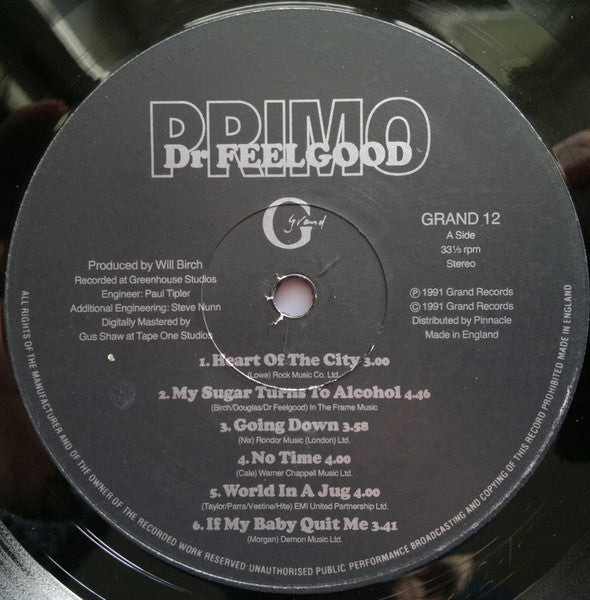 PRIMO
Dr FEELGOOD
G grand
GRAND 12
A Side
33⅓ rpm
Stereo
Produced by Will Birch
Recorded at Greenhouse Studios
Engineer: Paul Tipler
Additional Engineering: Steve Nunn
Digitally Mastered by
Gus Shaw at Tape One Studios
℗ 1991 Grand Records
© 1991 Grand Records
Distributed by Pinnacle
Made in England
1. Heart Of The City 3.00
(Lowe) Rock Music Co. Ltd.
2. My Sugar Turns To Alcohol 4.46
(Birch/Douglas/Dr Feelgood) In The Frame Music
3. Going Down 3.58
(Nix) Rondor Music (London) Ltd.
4. No Time 4.00
(Cale) Warner Chappell Music Ltd.
5. World In A Jug 4.00
(Taylor/Parra/Vestine/Hite) EMI United Partnership Ltd.
6. If My Baby Quit Me 3.41
(Morgan) Demon Music Ltd.
ALL RIGHTS OF THE MANUFACTURER AND OF THE OWNER OF THE RECORDED WORK RESERVED. UNAUTHORISED PUBLIC PERFORMANCE BROADCASTING AND COPYING OF THIS RECORD PROHIBITED MADE IN ENGLAND